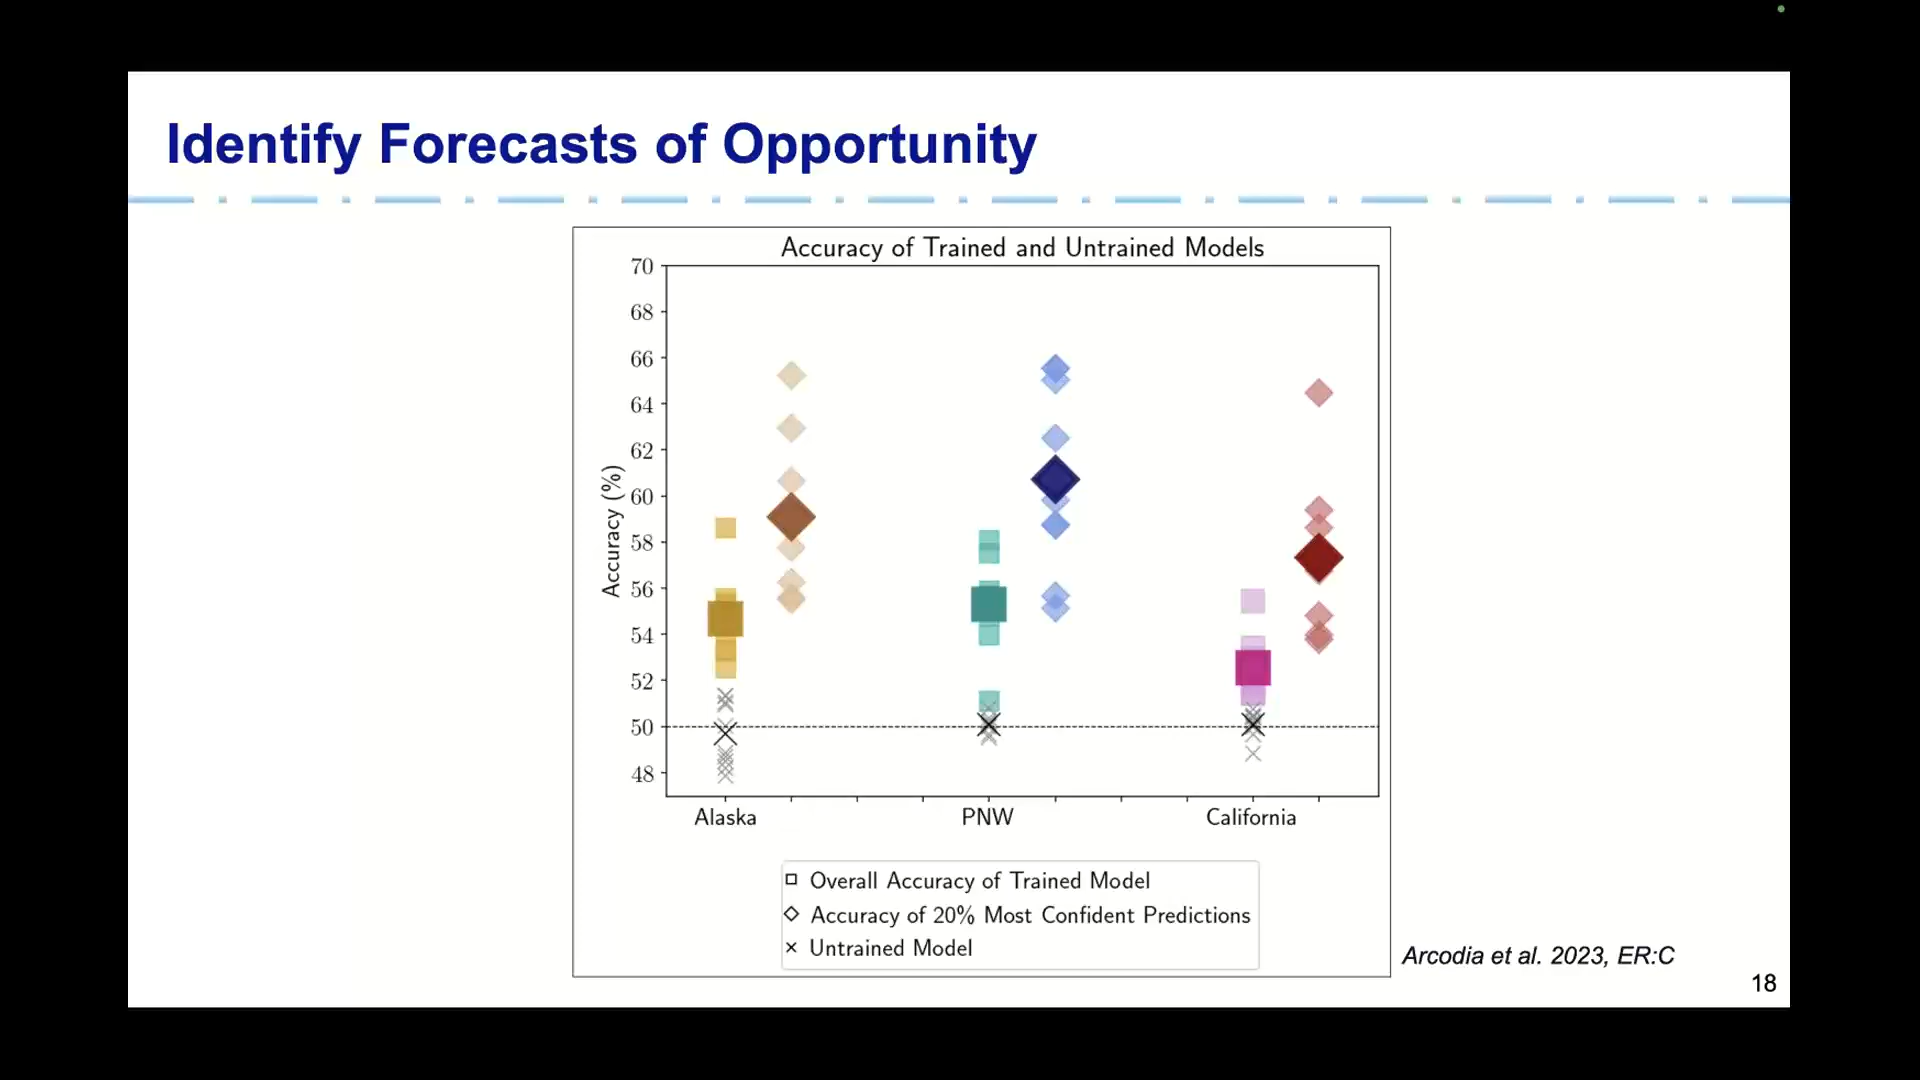 Identify Forecasts of Opportunity
Accuracy of Trained and Untrained Models
70
68
66
64
62
60
58
56
54
52
50
48
Accuracy (%)
Alaska PNW California
Overall Accuracy of Trained Model
Accuracy of 20% Most Confident Predictions
Untrained Model
Arcodia et al. 2023, ER:C
18